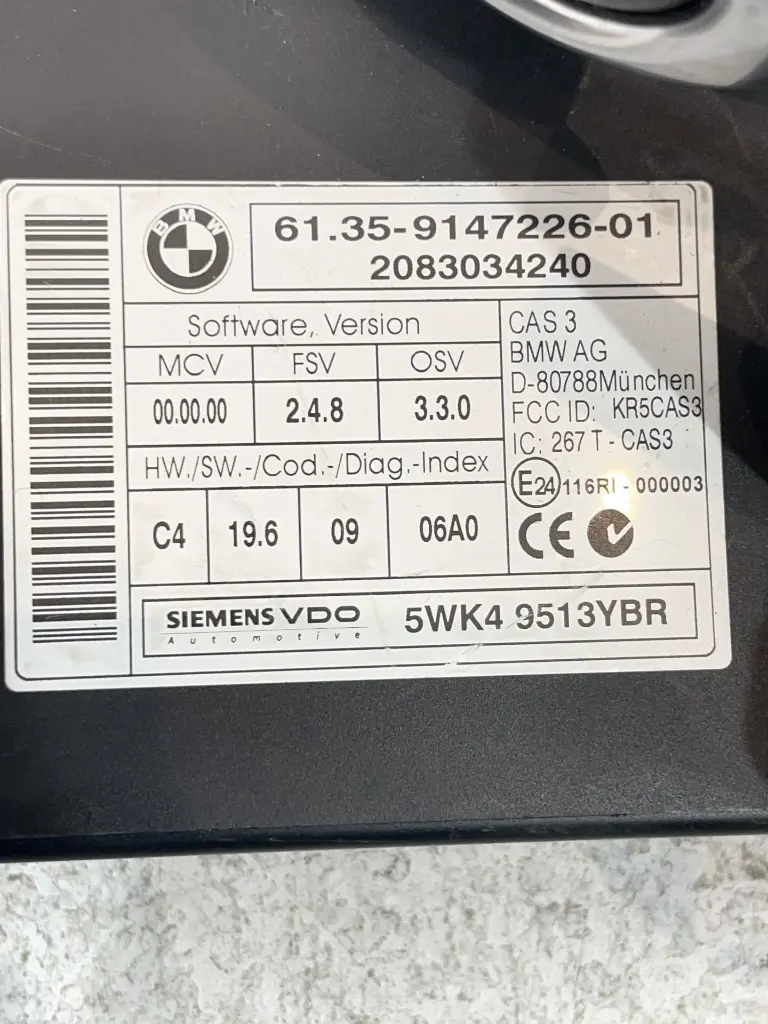 BMW
61.35-9147226-01
2083034240
Software, Version
MCV FSV OSV
00.00.00 2.4.8 3.3.0
HW./SW.-/Cod.-/Diag.-Index
C4 19.6 09 06A0
CAS 3
BMW AG
D-80788München
FCC ID: KR5CAS3
IC: 267 T - CAS3
E24 116RI - 000003
CE
SIEMENS VDO
Automotive
5WK4 9513YBR